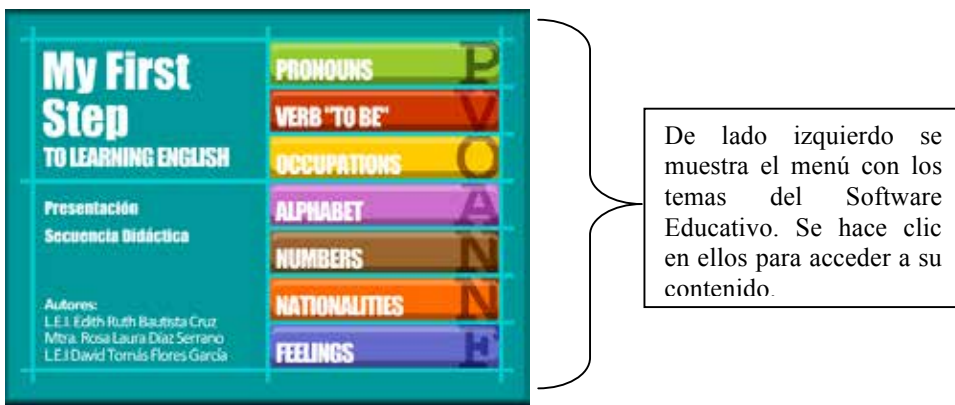 My First
Step
TO LEARNING ENGLISH
Presentación
Secuencia Didáctica
Autores:
L.E.I. Edith Ruth Bautista Cruz
Mtra. Rosa Laura Díaz Serrano
L.E.I David Tomás Flores García
PRONOUNS P
VERB "TO BE" V
OCCUPATIONS O
ALPHABET A
NUMBERS N
NATIONALITIES N
FEELINGS F
De lado izquierdo se
muestra el menú con los
temas del Software
Educativo. Se hace clic
en ellos para acceder a su
contenido.